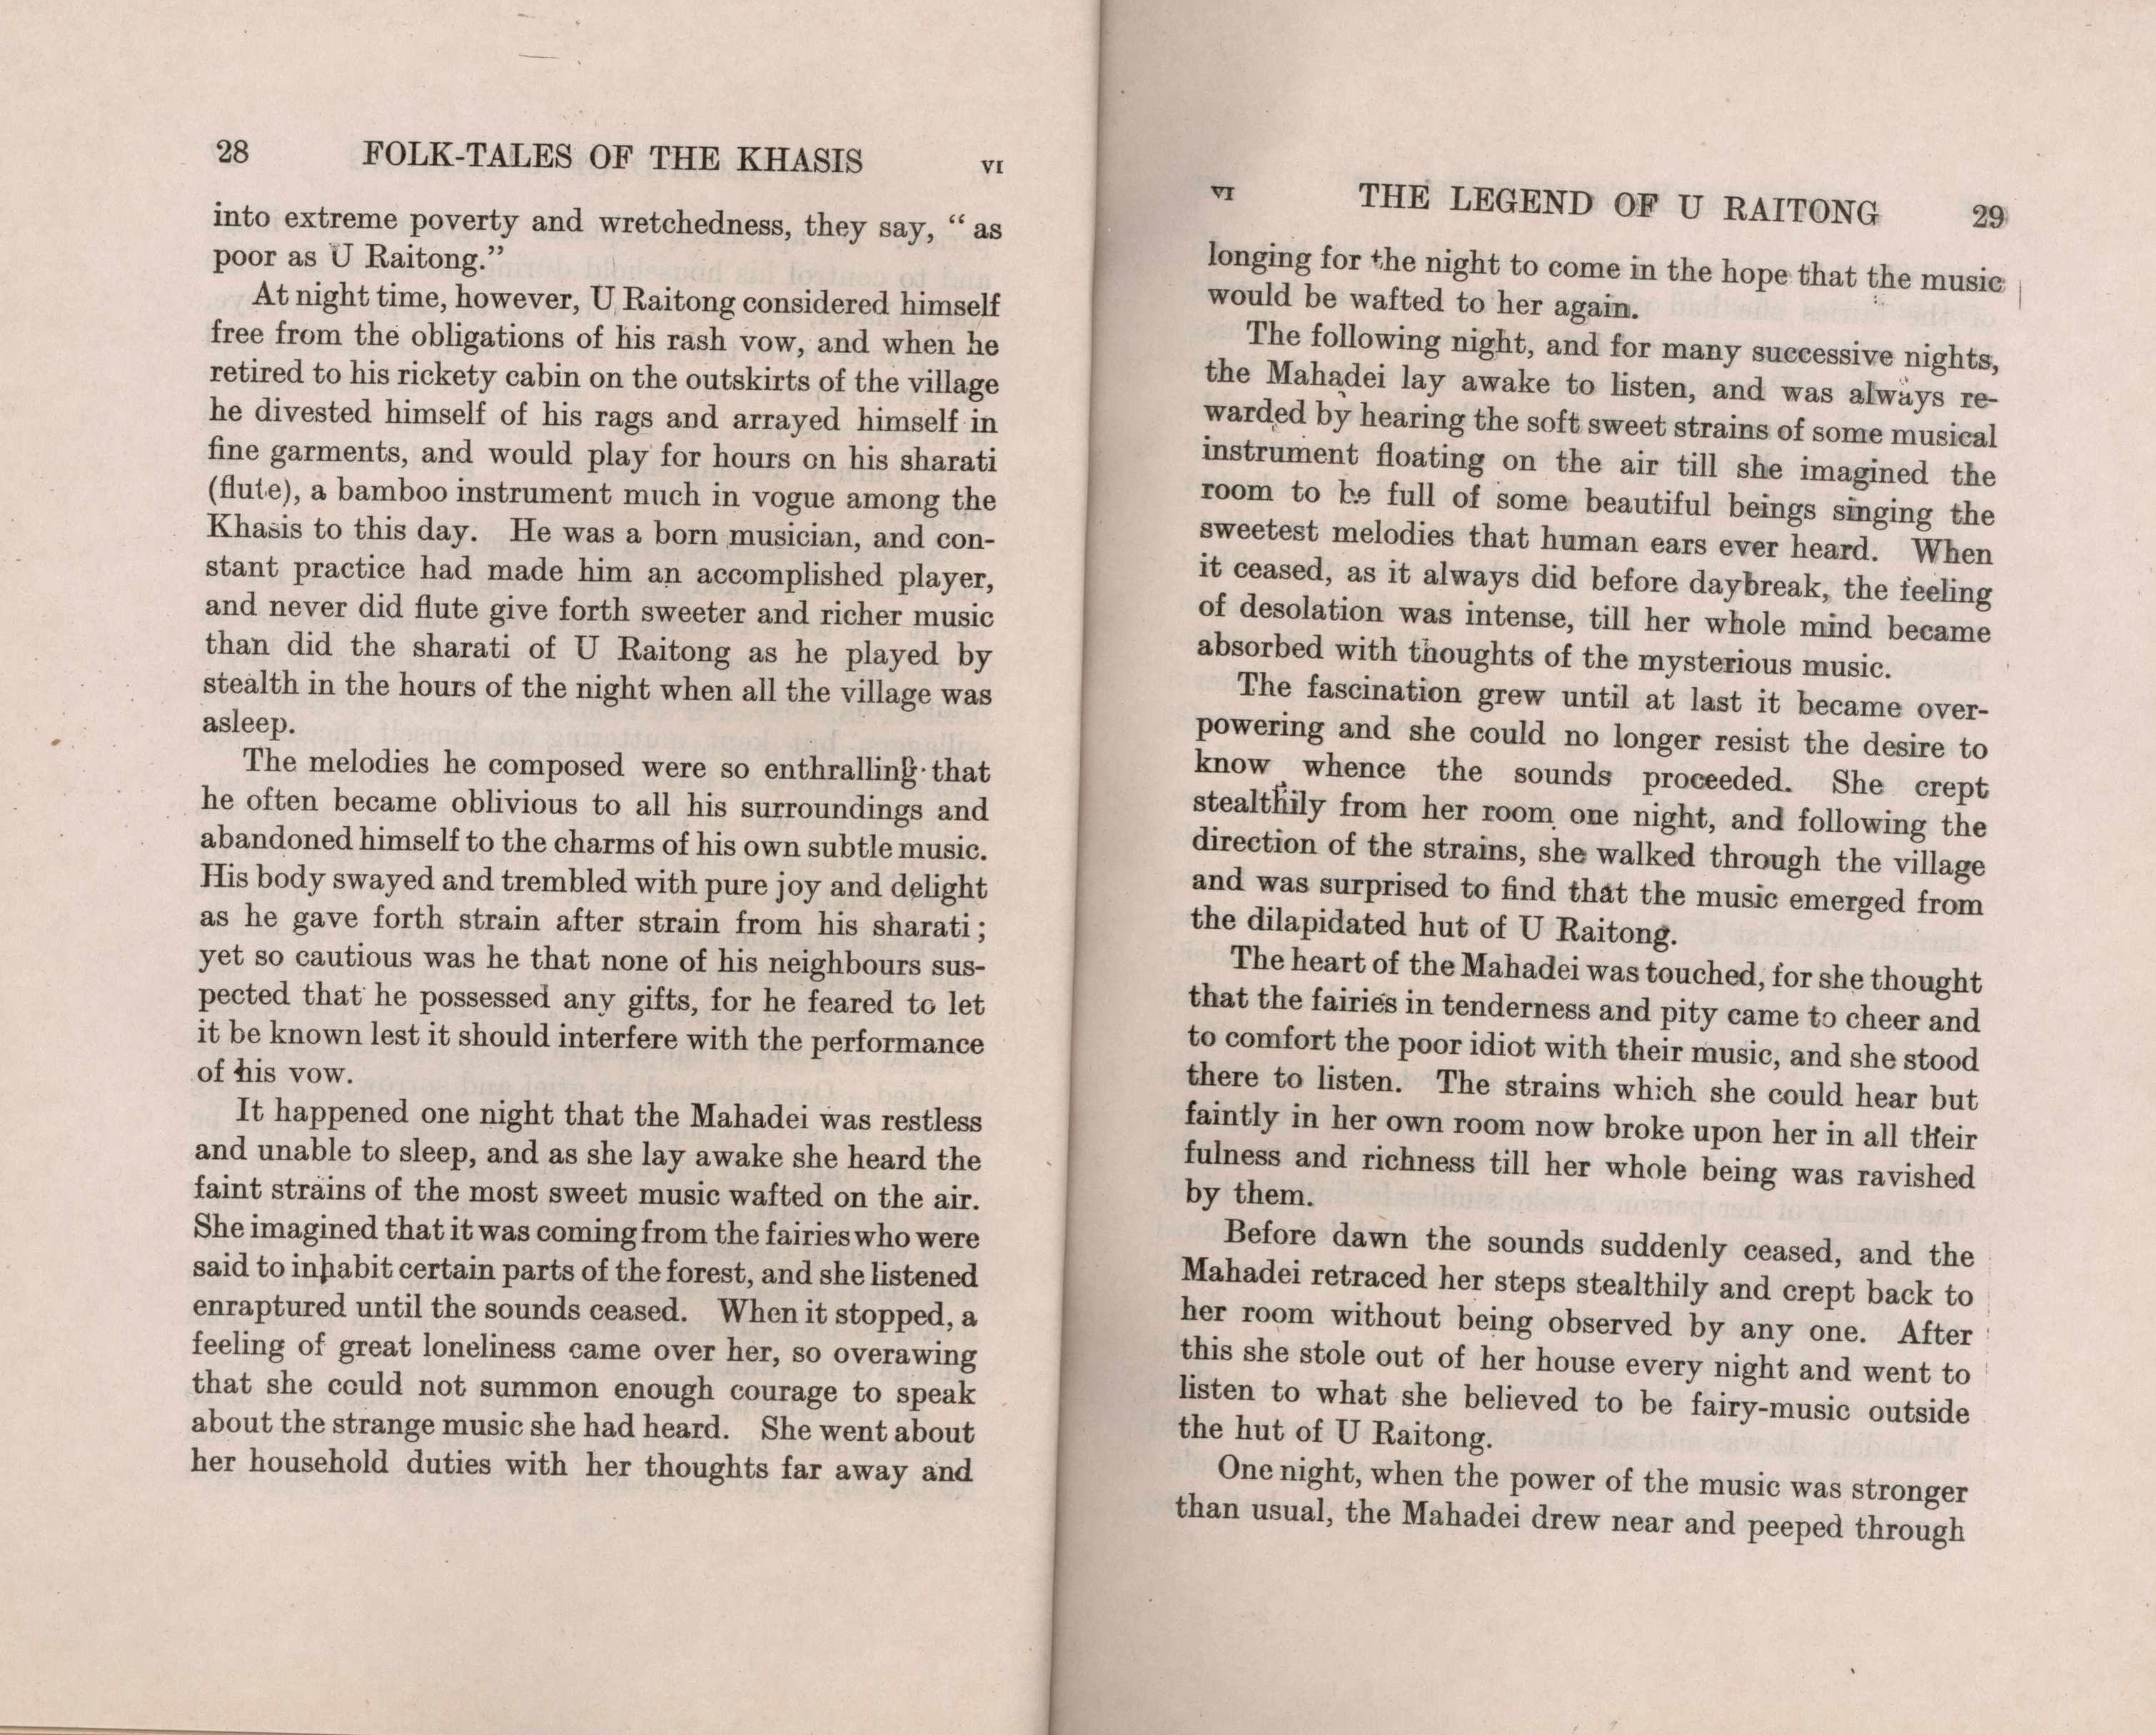 28 FOLK-TALES OF THE KHASIS VI
into extreme poverty and wretchedness, they say, “ as
poor as U Raitong.”
At night time, however, U Raitong considered himself
free from the obligations of his rash vow, and when he
retired to his rickety cabin on the outskirts of the village
he divested himself of his rags and arrayed himself in
fine garments, and would play for hours on his sharati
(flute), a bamboo instrument much in vogue among the
Khasis to this day. He was a born musician, and con-
stant practice had made him an accomplished player,
and never did flute give forth sweeter and richer music
than did the sharati of U Raitong as he played by
stealth in the hours of the night when all the village was
asleep.
The melodies he composed were so enthralling that
he often became oblivious to all his surroundings and
abandoned himself to the charms of his own subtle music.
His body swayed and trembled with pure joy and delight
as he gave forth strain after strain from his sharati ;
yet so cautious was he that none of his neighbours sus-
pected that he possessed any gifts, for he feared to let
it be known lest it should interfere with the performance
of his vow.
It happened one night that the Mahadei was restless
and unable to sleep, and as she lay awake she heard the
faint strains of the most sweet music wafted on the air.
She imagined that it was coming from the fairies who were
said to inhabit certain parts of the forest, and she listened
enraptured until the sounds ceased. When it stopped, a
feeling of great loneliness came over her, so overawing
that she could not summon enough courage to speak
about the strange music she had heard. She went about
her household duties with her thoughts far away and
VI THE LEGEND OF U RAITONG 29
longing for the night to come in the hope that the music
would be wafted to her again.
The following night, and for many successive nights,
the Mahadei lay awake to listen, and was always re-
warded by hearing the soft sweet strains of some musical
instrument floating on the air till she imagined the
room to be full of some beautiful beings singing the
sweetest melodies that human ears ever heard. When
it ceased, as it always did before daybreak, the feeling
of desolation was intense, till her whole mind became
absorbed with thoughts of the mysterious music.
The fascination grew until at last it became over-
powering and she could no longer resist the desire to
know whence the sounds proceeded. She crept
stealthily from her room one night, and following the
direction of the strains, she walked through the village
and was surprised to find that the music emerged from
the dilapidated hut of U Raitong.
The heart of the Mahadei was touched, for she thought
that the fairies in tenderness and pity came to cheer and
to comfort the poor idiot with their music, and she stood
there to listen. The strains which she could hear but
faintly in her own room now broke upon her in all their
fulness and richness till her whole being was ravished
by them.
Before dawn the sounds suddenly ceased, and the
Mahadei retraced her steps stealthily and crept back to
her room without being observed by any one. After
this she stole out of her house every night and went to
listen to what she believed to be fairy-music outside
the hut of U Raitong.
One night, when the power of the music was stronger
than usual, the Mahadei drew near and peeped through